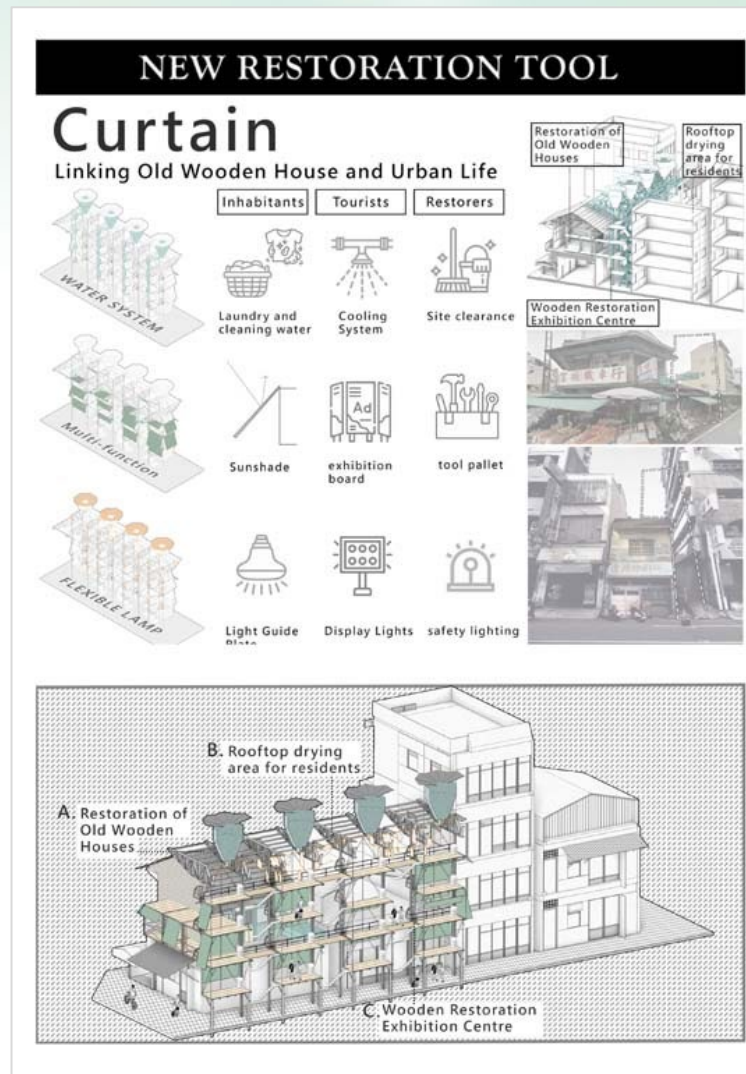 NEW RESTORATION TOOL
Curtain
Linking Old Wooden House and Urban Life
Inhabitants
Tourists
Restorers
WATER SYSTEM
Laundry and
cleaning water
Cooling
System
Site clearance
Multi-function
Sunshade
Ad
exhibition
board
tool pallet
FLEXIBLE LAMP
Light Guide
Plate
Display Lights
safety lighting
Restoration of
Old Wooden
Houses
Rooftop
drying
area for
residents
Wooden Restoration
Exhibition Centre
B. Rooftop drying
area for residents
A. Restoration of
Old Wooden
Houses
C. Wooden Restoration
Exhibition Centre